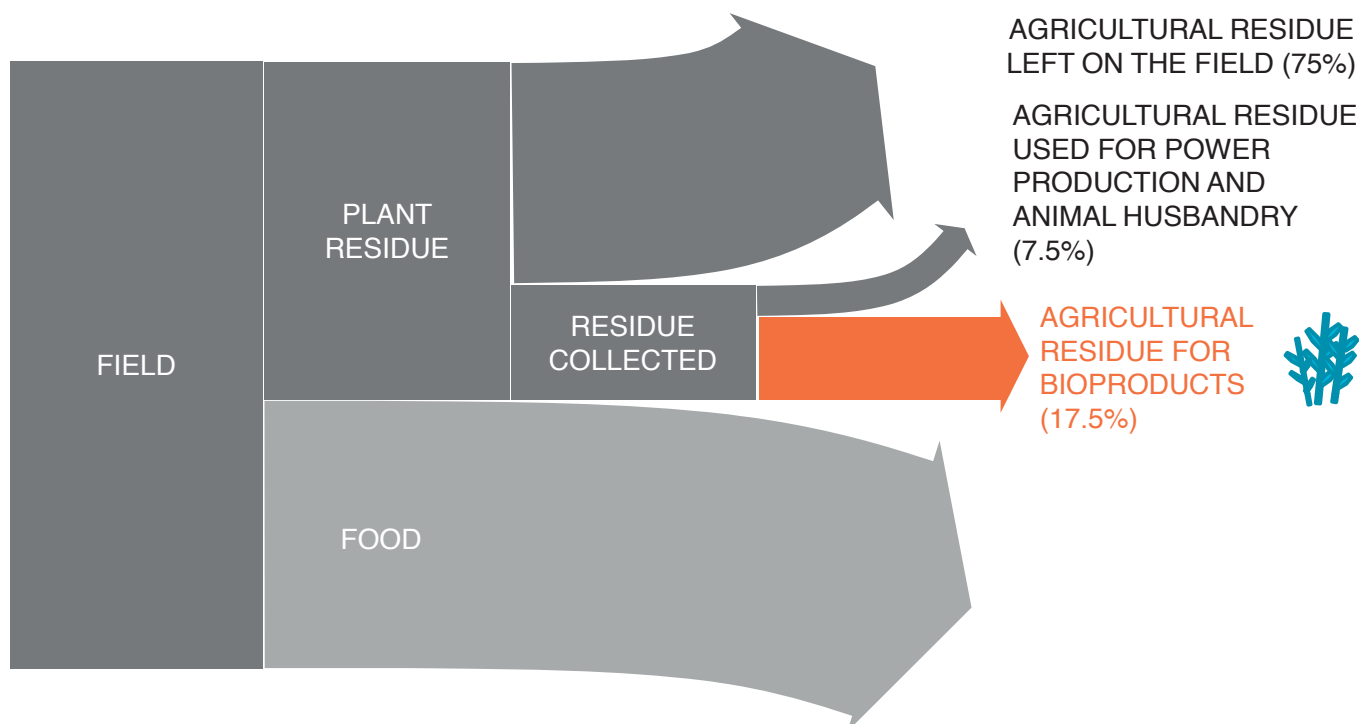 AGRICULTURAL RESIDUE
LEFT ON THE FIELD (75%)
AGRICULTURAL RESIDUE
USED FOR POWER
PRODUCTION AND
ANIMAL HUSBANDRY
(7.5%)
PLANT
RESIDUE
RESIDUE
COLLECTED
AGRICULTURAL
RESIDUE FOR
BIOPRODUCTS
(17.5%)
FIELD
FOOD